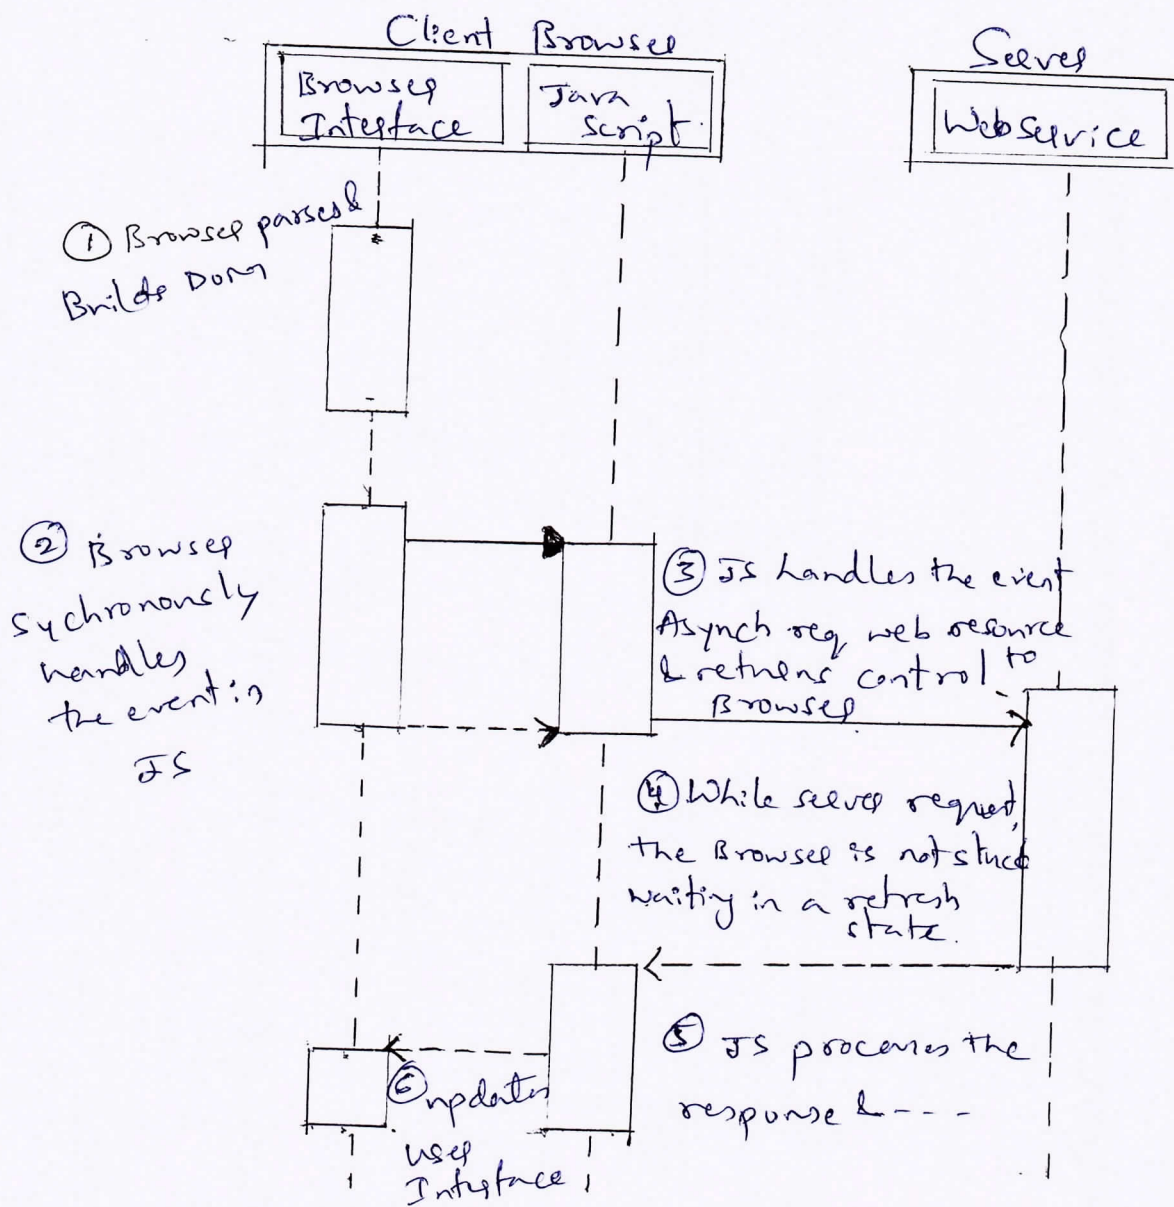 Client Browser
Server
Browser
Interface
Java
Script
Web Service
① Browser parses &
Builds DOM
② Browser
Sychronously
handles
the event in
JS
③ JS handles the event
Asynch req web resource
& returns control to
Browser
④ While server request,
the Browser is not stuck
waiting in a refresh
state.
⑤ JS processes the
response & - - - -
⑥ updates
user
Interface